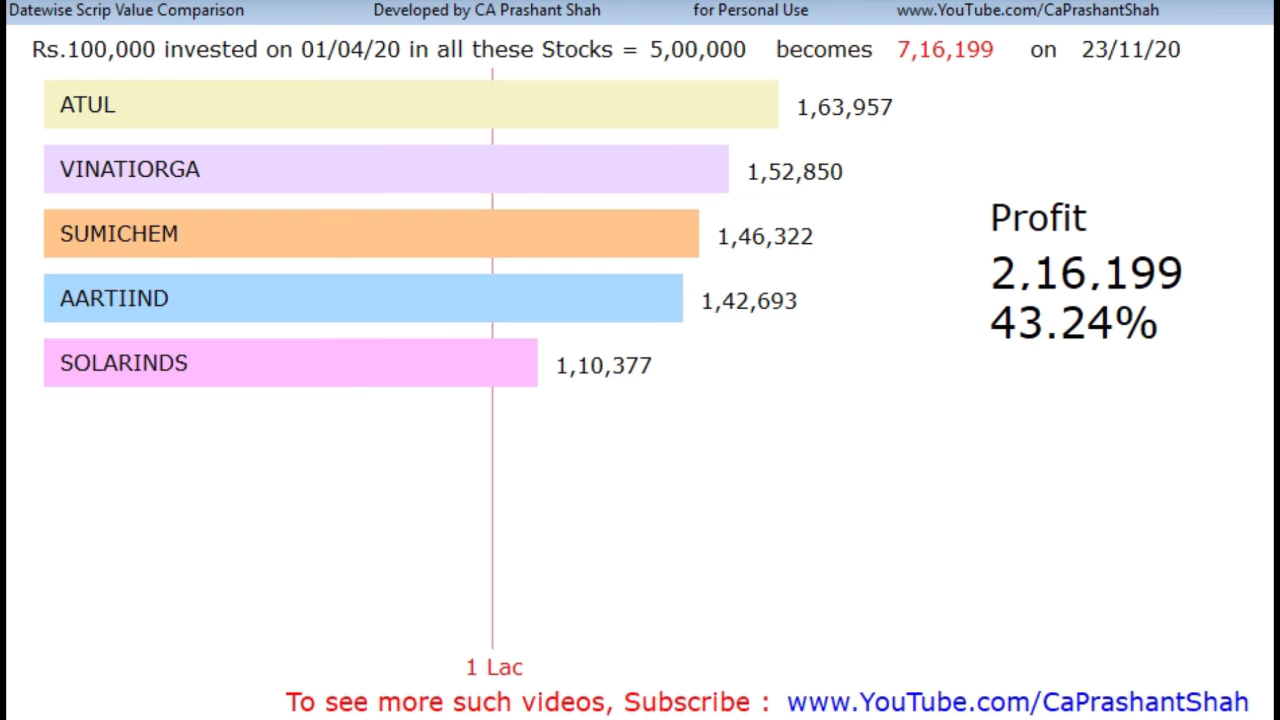 Datewise Scrip Value Comparison Developed by CA Prashant Shah for Personal Use www.YouTube.com/CaPrashantShah
Rs.100,000 invested on 01/04/20 in all these Stocks = 5,00,000 becomes 7,16,199 on 23/11/20
ATUL 1,63,957
VINATIORGA 1,52,850
SUMICHEM 1,46,322
AARTIIND 1,42,693
SOLARINDS 1,10,377
Profit
2,16,199
43.24%
1 Lac
To see more such videos, Subscribe : www.YouTube.com/CaPrashantShah